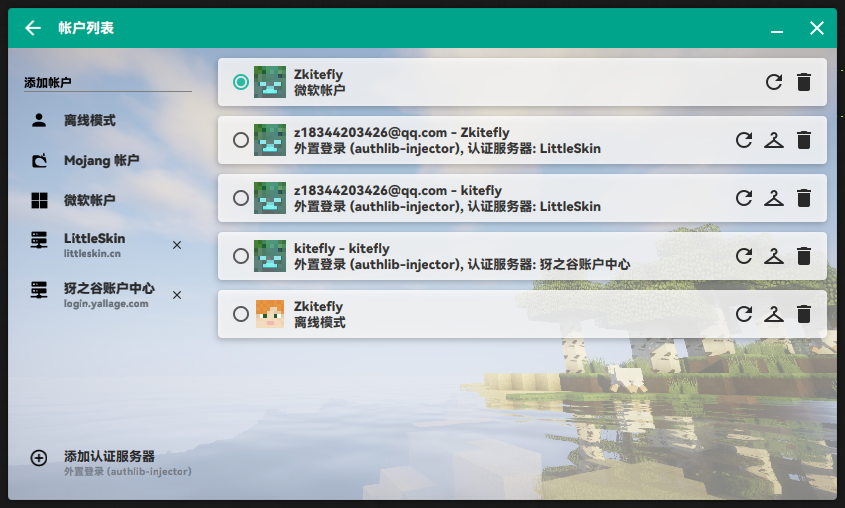 帐户列表
添加帐户
离线模式
Mojang 帐户
微软帐户
LittleSkin
littleskin.cn
犽之谷账户中心
login.yallage.com
添加认证服务器
外置登录 (authlib-injector)
Zkitefly
微软帐户
z18344203426@qq.com - Zkitefly
外置登录 (authlib-injector), 认证服务器: LittleSkin
z18344203426@qq.com - kitefly
外置登录 (authlib-injector), 认证服务器: LittleSkin
kitefly - kitefly
外置登录 (authlib-injector), 认证服务器: 犽之谷账户中心
Zkitefly
离线模式